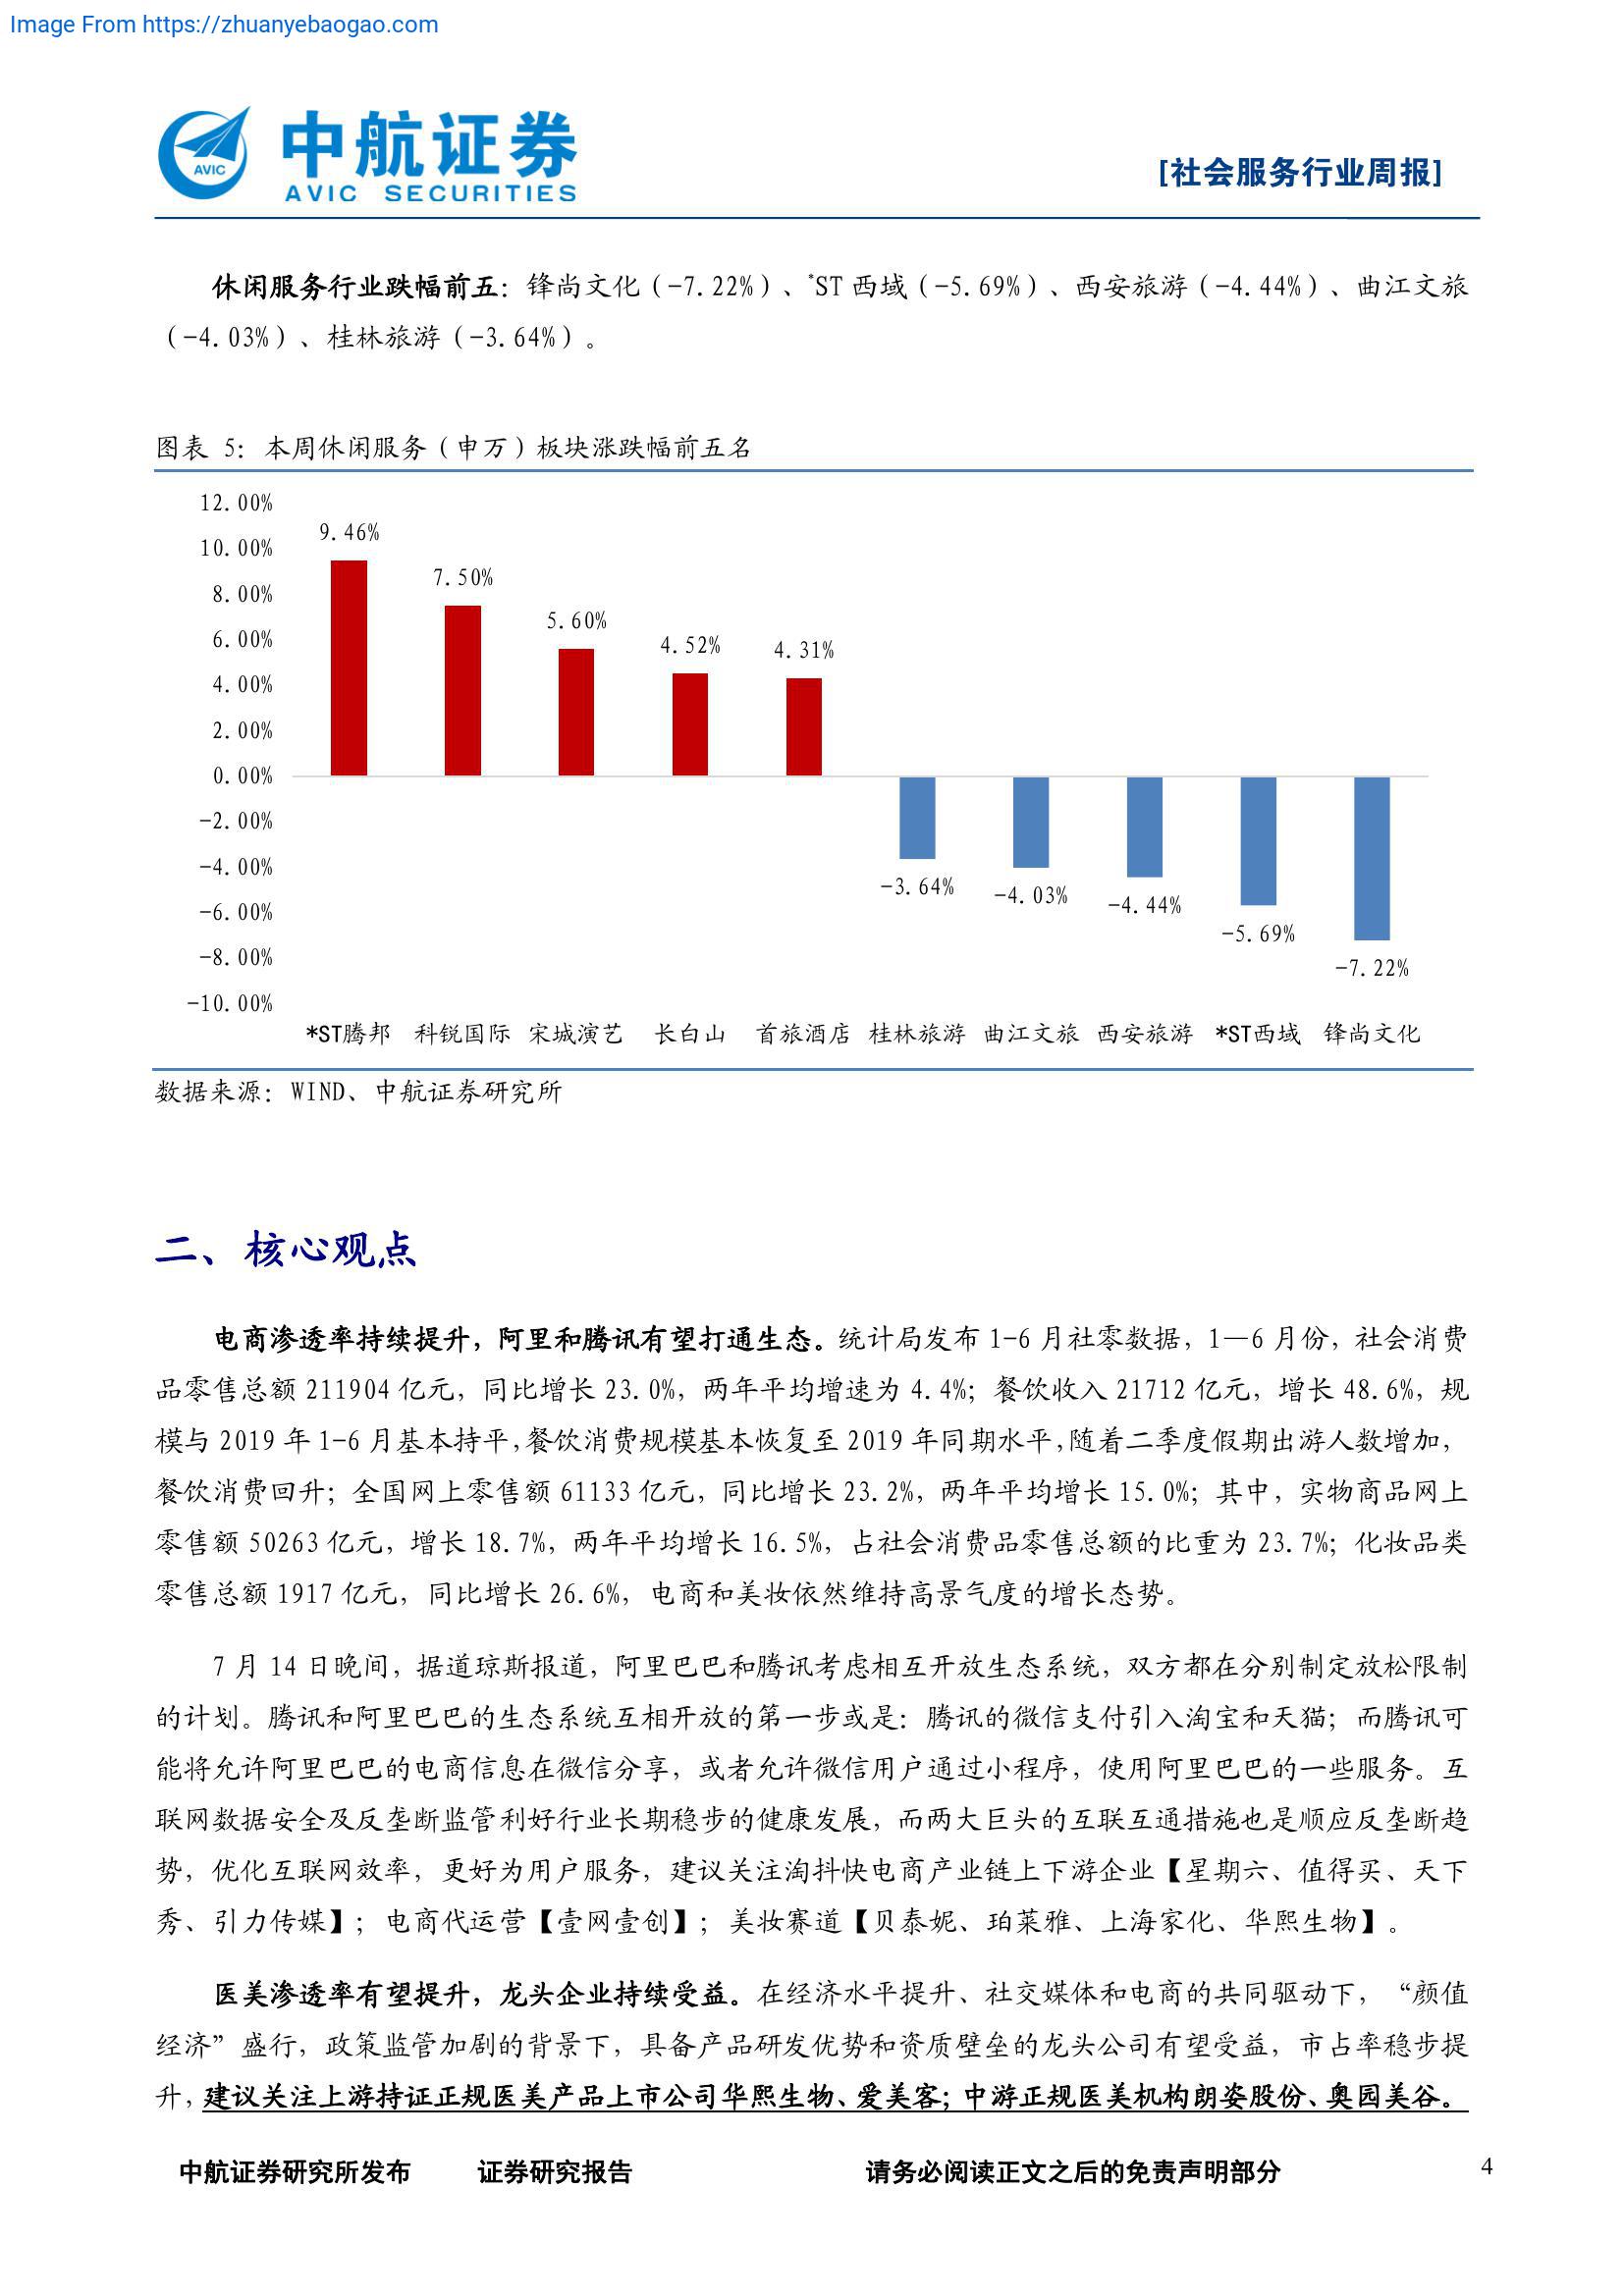 Image From https://zhuanyebaogao.com
AVIC
中航证券
AVIC SECURITIES
[社会服务行业周报]
休闲服务行业跌幅前五：锋尚文化（-7.22%）、*ST 西域（-5.69%）、西安旅游（-4.44%）、曲江文旅
（-4.03%）、桂林旅游（-3.64%）。
图表 5：本周休闲服务（申万）板块涨跌幅前五名
12.00%
10.00%
8.00%
6.00%
4.00%
2.00%
0.00%
-2.00%
-4.00%
-6.00%
-8.00%
-10.00%
9.46%
7.50%
5.60%
4.52%
4.31%
-3.64%
-4.03%
-4.44%
-5.69%
-7.22%
*ST腾邦 科锐国际 宋城演艺 长白山 首旅酒店 桂林旅游 曲江文旅 西安旅游 *ST西域 锋尚文化
数据来源：WIND、中航证券研究所
二、核心观点
电商渗透率持续提升，阿里和腾讯有望打通生态。统计局发布 1-6 月社零数据，1—6 月份，社会消费
品零售总额 211904 亿元，同比增长 23.0%，两年平均增速为 4.4%；餐饮收入 21712 亿元，增长 48.6%，规
模与 2019 年 1-6 月基本持平，餐饮消费规模基本恢复至 2019 年同期水平，随着二季度假期出游人数增加，
餐饮消费回升；全国网上零售额 61133 亿元，同比增长 23.2%，两年平均增长 15.0%；其中，实物商品网上
零售额 50263 亿元，增长 18.7%，两年平均增长 16.5%，占社会消费品零售总额的比重为 23.7%；化妆品类
零售总额 1917 亿元，同比增长 26.6%，电商和美妆依然维持高景气度的增长态势。
7 月 14 日晚间，据道琼斯报道，阿里巴巴和腾讯考虑相互开放生态系统，双方都在分别制定放松限制
的计划。腾讯和阿里巴巴的生态系统互相开放的第一步或是：腾讯的微信支付引入淘宝和天猫；而腾讯可
能将允许阿里巴巴的电商信息在微信分享，或者允许微信用户通过小程序，使用阿里巴巴的一些服务。互
联网数据安全及反垄断监管利好行业长期稳步的健康发展，而两大巨头的互联互通措施也是顺应反垄断趋
势，优化互联网效率，更好为用户服务，建议关注淘抖快电商产业链上下游企业【星期六、值得买、天下
秀、引力传媒】；电商代运营【壹网壹创】；美妆赛道【贝泰妮、珀莱雅、上海家化、华熙生物】。
医美渗透率有望提升，龙头企业持续受益。在经济水平提升、社交媒体和电商的共同驱动下，“颜值
经济”盛行，政策监管加剧的背景下，具备产品研发优势和资质壁垒的龙头公司有望受益，市占率稳步提
升，建议关注上游持证正规医美产品上市公司华熙生物、爱美客；中游正规医美机构朗姿股份、奥园美谷。
中航证券研究所发布 证券研究报告 请务必阅读正文之后的免责声明部分 4